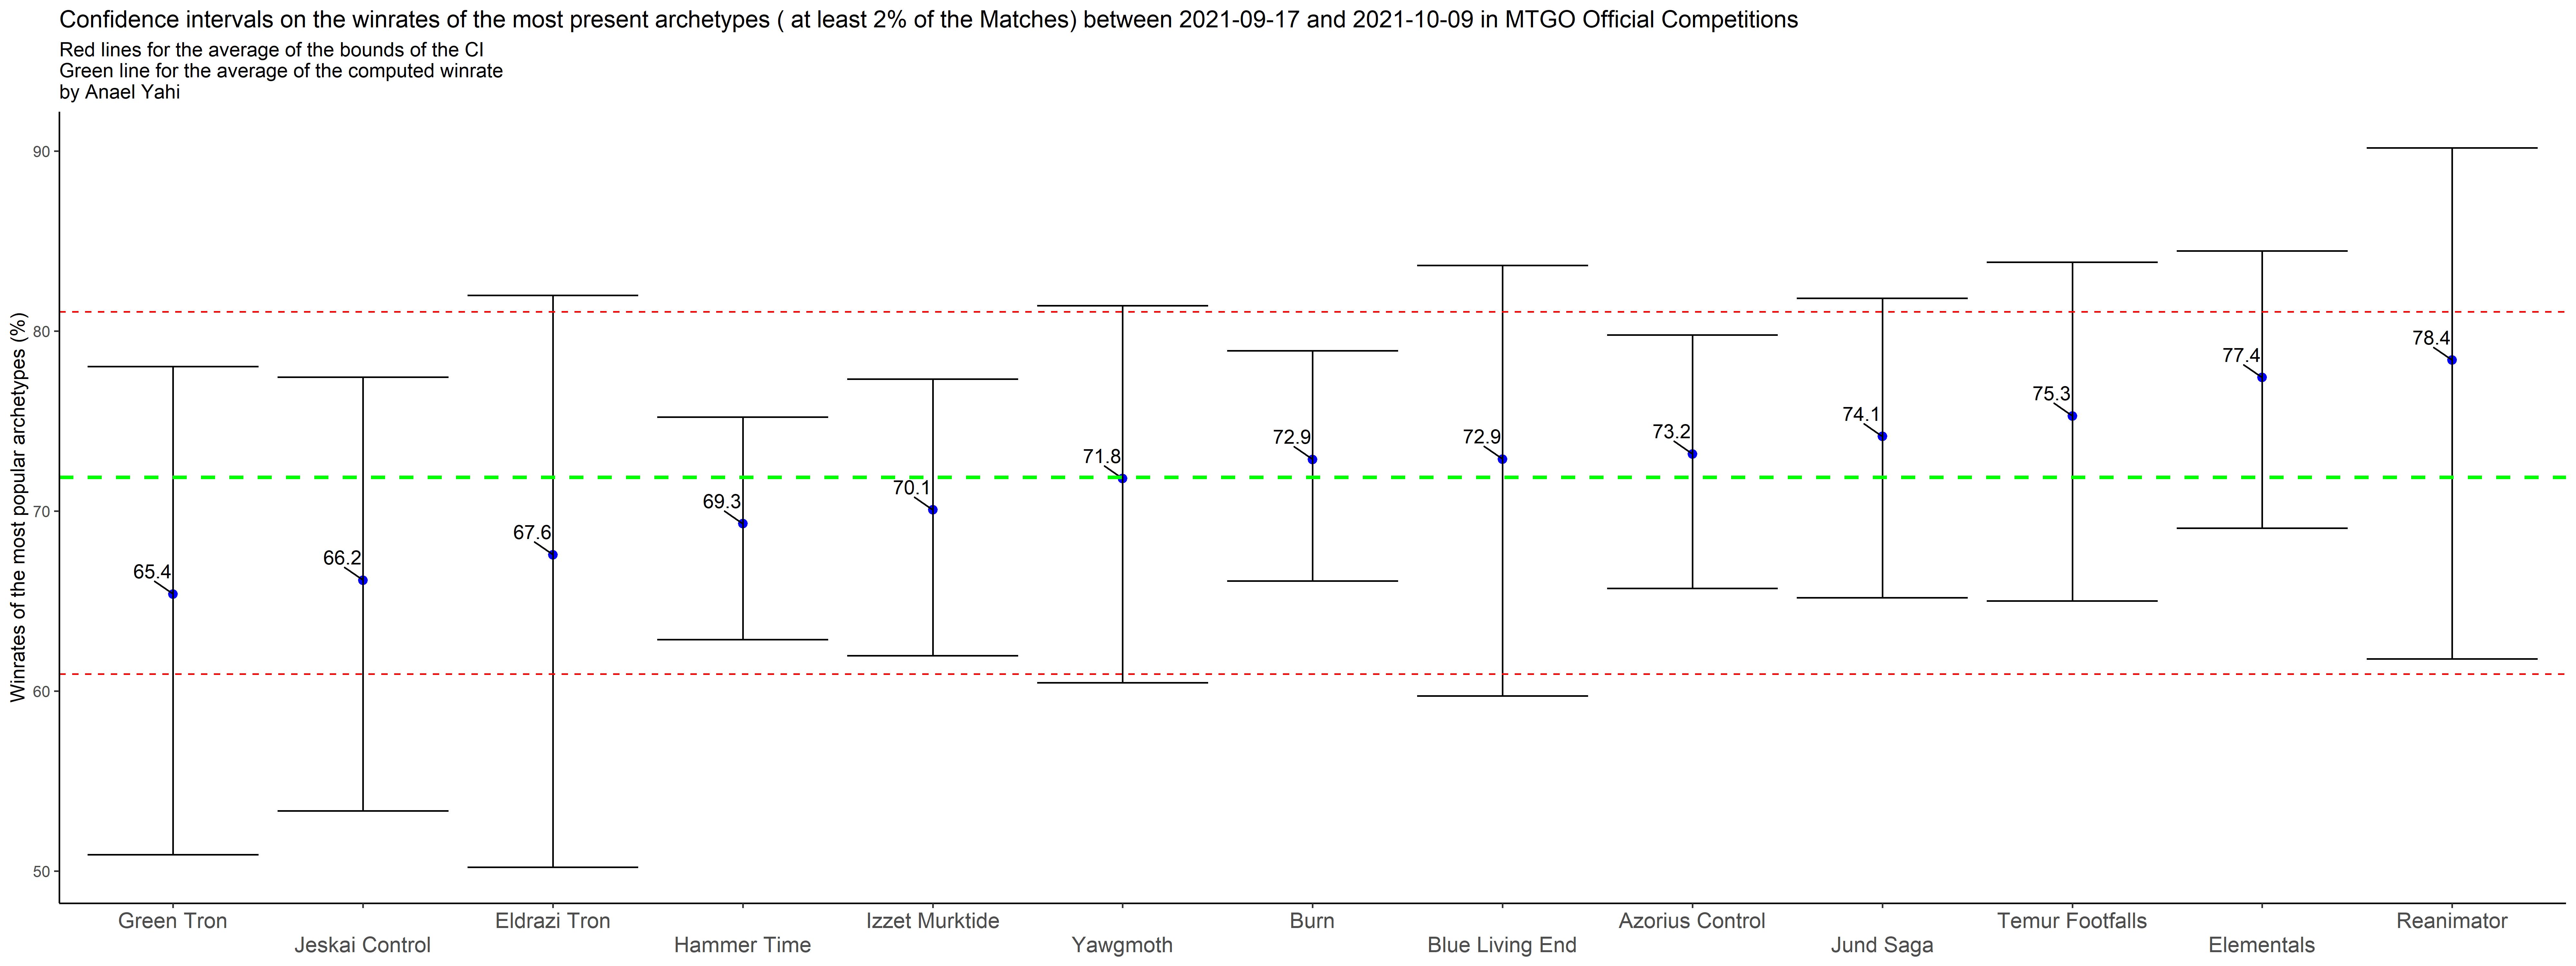 Confidence intervals on the winrates of the most present archetypes ( at least 2% of the Matches) between 2021-09-17 and 2021-10-09 in MTGO Official Competitions
Red lines for the average of the bounds of the CI
Green line for the average of the computed winrate
by Anael Yahi
Winrates of the most popular archetypes (%)
90
80
70
60
50
65.4
66.2
67.6
69.3
70.1
71.8
72.9
72.9
73.2
74.1
75.3
77.4
78.4
Green Tron
Jeskai Control
Eldrazi Tron
Hammer Time
Izzet Murktide
Yawgmoth
Burn
Blue Living End
Azorius Control
Jund Saga
Temur Footfalls
Elementals
Reanimator